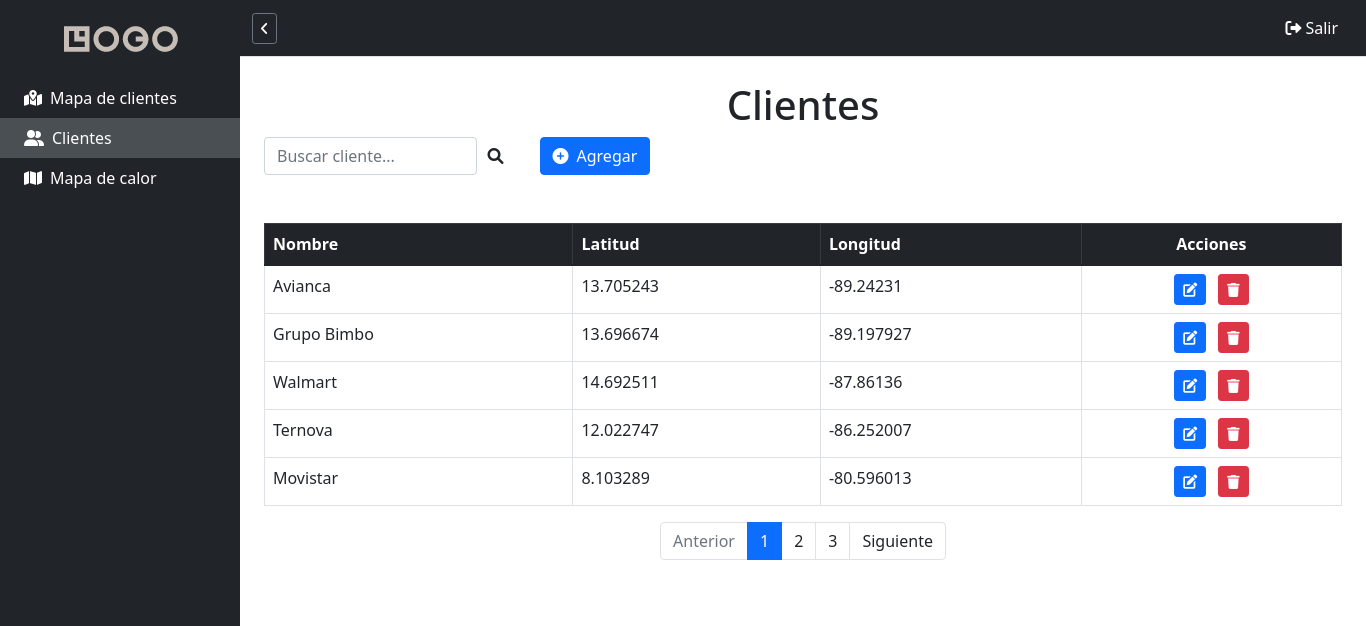 LOGO
Salir
Mapa de clientes
Clientes
Mapa de calor
Clientes
Buscar cliente...
Agregar
Nombre Latitud Longitud Acciones
Avianca 13.705243 -89.24231
Grupo Bimbo 13.696674 -89.197927
Walmart 14.692511 -87.86136
Ternova 12.022747 -86.252007
Movistar 8.103289 -80.596013
Anterior 1 2 3 Siguiente